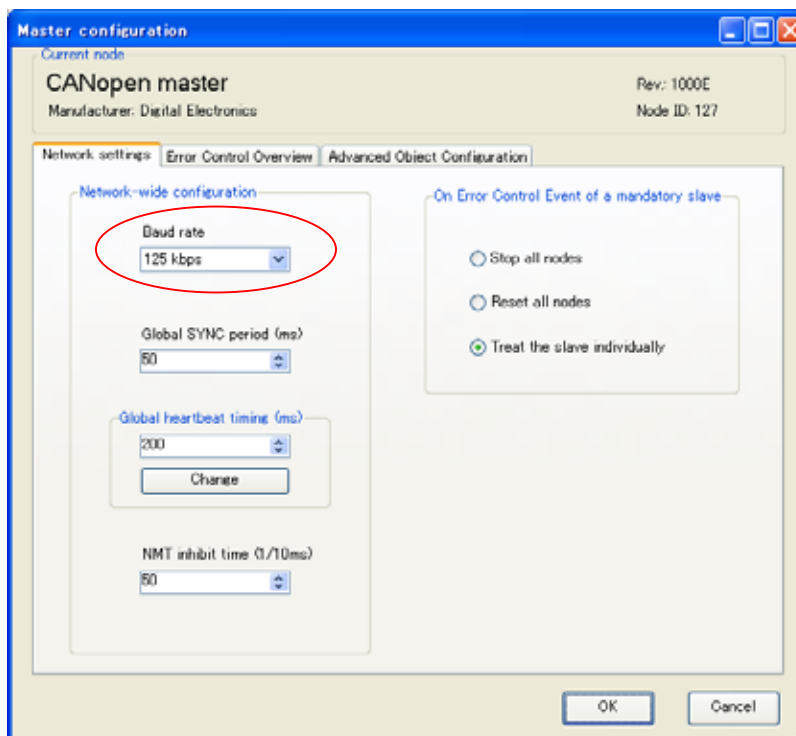 Master configuration
Current node
CANopen master
Rev.: 1000E
Manufacturer: Digital Electronics
Node ID: 127
Network settings
Error Control Overview
Advanced Object Configuration
Network-wide configuration
Baud rate
125 kbps
Global SYNC period (ms)
50
Global heartbeat timing (ms)
200
Change
NMT inhibit time (1/10ms)
50
On Error Control Event of a mandatory slave
Stop all nodes
Reset all nodes
Treat the slave individually
OK
Cancel